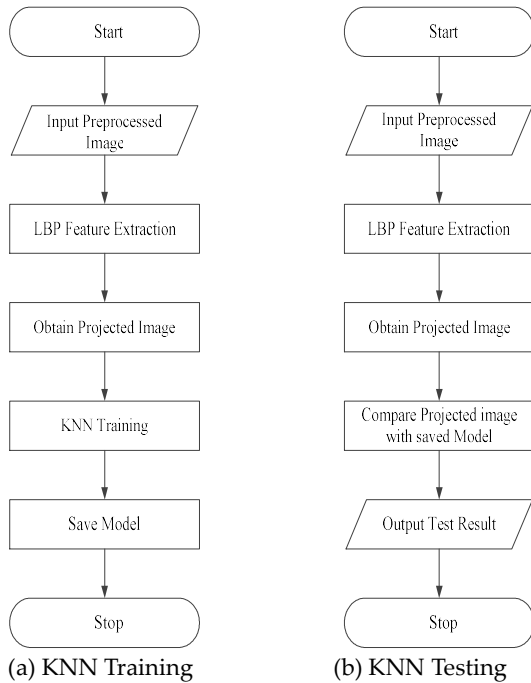 Start
Input Preprocessed
Image
LBP Feature Extraction
Obtain Projected Image
KNN Training
Save Model
Stop
(a) KNN Training
Start
Input Preprocessed
Image
LBP Feature Extraction
Obtain Projected Image
Compare Projected image
with saved Model
Output Test Result
Stop
(b) KNN Testing